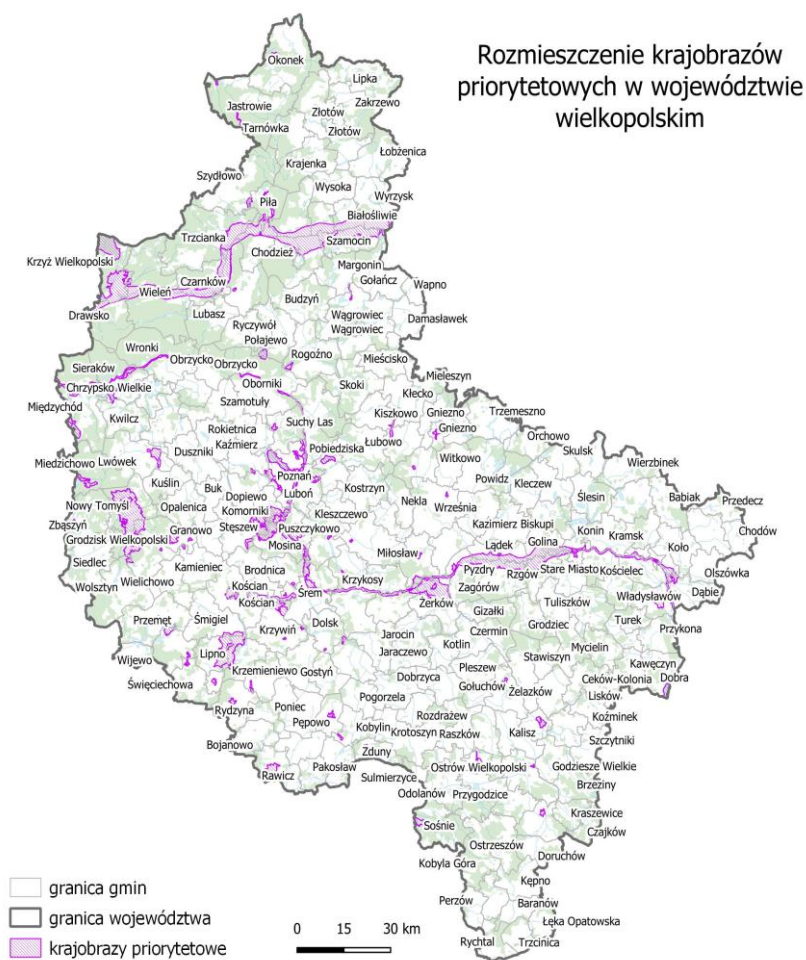 Rozmieszczenie krajobrazów
priorytetowych w województwie
wielkopolskim
Okonek
Lipka
Jastrowie
Złotów
Zakrzewo
Tarnówka
Złotów
Łobżenica
Krajenka
Szydłowo
Wysoka
Wyrzysk
Piła
Białośliwie
Trzcianka
Szamocin
Chodzież
Krzyż Wielkopolski
Margonin
Gołańcz
Czarnków
Wapno
Wieleń
Budzyń
Drawsko
Lubasz
Wągrowiec
Damasławek
Ryczywół
Wągrowiec
Połajewo
Wronki
Obrzycko
Obrzycko
Rogoźno
Mieścisko
Sieraków
Mieleszyn
Chrzypsko Wielkie
Oborniki
Skoki
Kłecko
Międzychód
Szamotuły
Kiszkowo
Gniezno
Trzemeszno
Kwilcz
Suchy Las
Gniezno
Rokietnica
Orchowo
Kaźmierz
Pobiedziska
Łubowo
Skulsk
Duszniki
Witkowo
Wierzbinek
Miedzichowo
Lwówek
Poznań
Powidz
Kleczew
Kuślin
Buk
Dopiewo
Luboń
Kostrzyn
Ślesin
Babiak
Przedecz
Nowy Tomyśl
Opalenica
Komorniki
Nekla
Września
Zbąszyń
Granowo
Stęszew
Puszczykowo
Kleszczewo
Kazimierz Biskupi
Chodów
Grodzisk Wielkopolski
Mosina
Golina
Konin
Kramsk
Koło
Siedlec
Kamieniec
Miłosław
Lądek
Brodnica
Pyzdry
Rzgów
Stare Miasto
Kościelec
Olszówka
Wolsztyn
Wielichowo
Kościan
Krzykosy
Zagórów
Dąbie
Kościan
Śrem
Żerków
Władysławów
Przemęt
Śmigiel
Dolsk
Gizałki
Tuliszków
Krzywiń
Jarocin
Czermin
Grodziec
Turek
Przykona
Wijewo
Lipno
Jaraczewo
Kotlin
Mycielin
Krzemieniewo
Gostyń
Pleszew
Stawiszyn
Kawęczyn
Święciechowa
Dobrzyca
Gołuchów
Ceków-Kolonia
Dobra
Żelazków
Lisków
Rydzyna
Poniec
Pogorzela
Koźminek
Pępowo
Rozdrażew
Kobylin
Krotoszyn
Raszków
Kalisz
Szczytniki
Bojanowo
Zduny
Rawicz
Pakosław
Sulmierzyce
Ostrów Wielkopolski
Godziesze Wielkie
Odolanów
Przygodzice
Brzeziny
Kraszewice
Sośnie
Czajków
Ostrzeszów
Kobyla Góra
Doruchów
Kępno
Perzów
Baranów
Łęka Opatowska
Rychtal
Trzcinica
granica gmin
granica województwa
krajobrazy priorytetowe
0 15 30 km